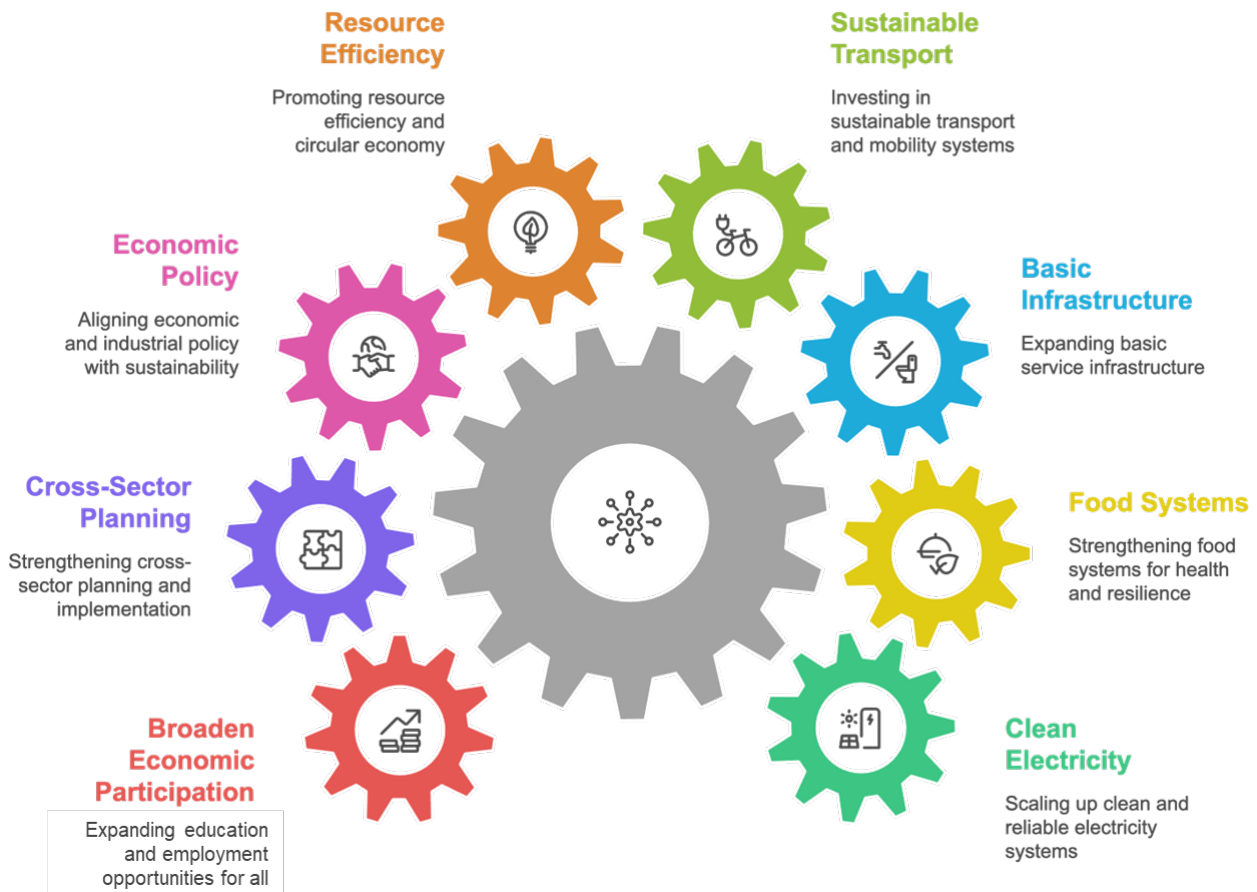 Resource
Efficiency
Promoting resource
efficiency and
circular economy
Sustainable
Transport
Investing in
sustainable transport
and mobility systems
Economic
Policy
Aligning economic
and industrial policy
with sustainability
Basic
Infrastructure
Expanding basic
service infrastructure
Cross-Sector
Planning
Strengthening cross-
sector planning and
implementation
Food Systems
Strengthening food
systems for health
and resilience
Broaden
Economic
Participation
Expanding education
and employment
opportunities for all
Clean
Electricity
Scaling up clean and
reliable electricity
systems